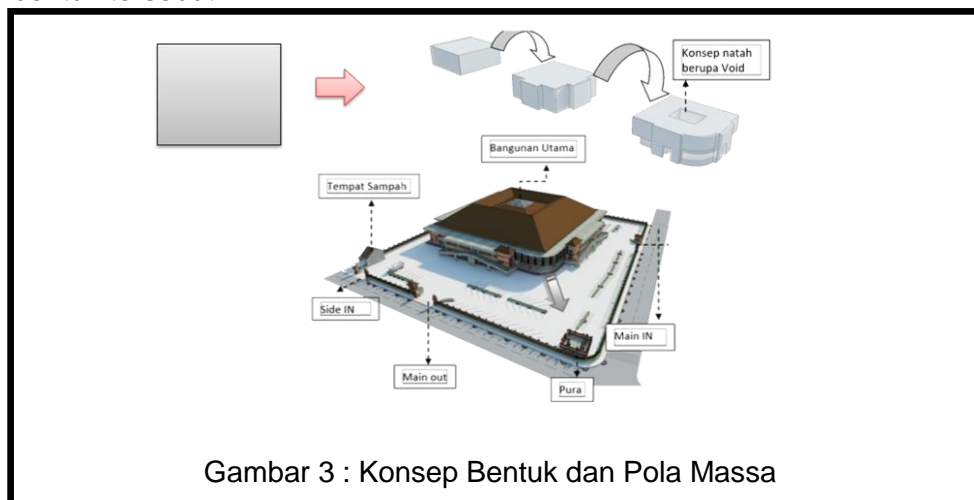 Konsep natah
berupa Void
Bangunan Utama
Tempat Sampah
Side IN
Main IN
Main out
Pura
Gambar 3 : Konsep Bentuk dan Pola Massa